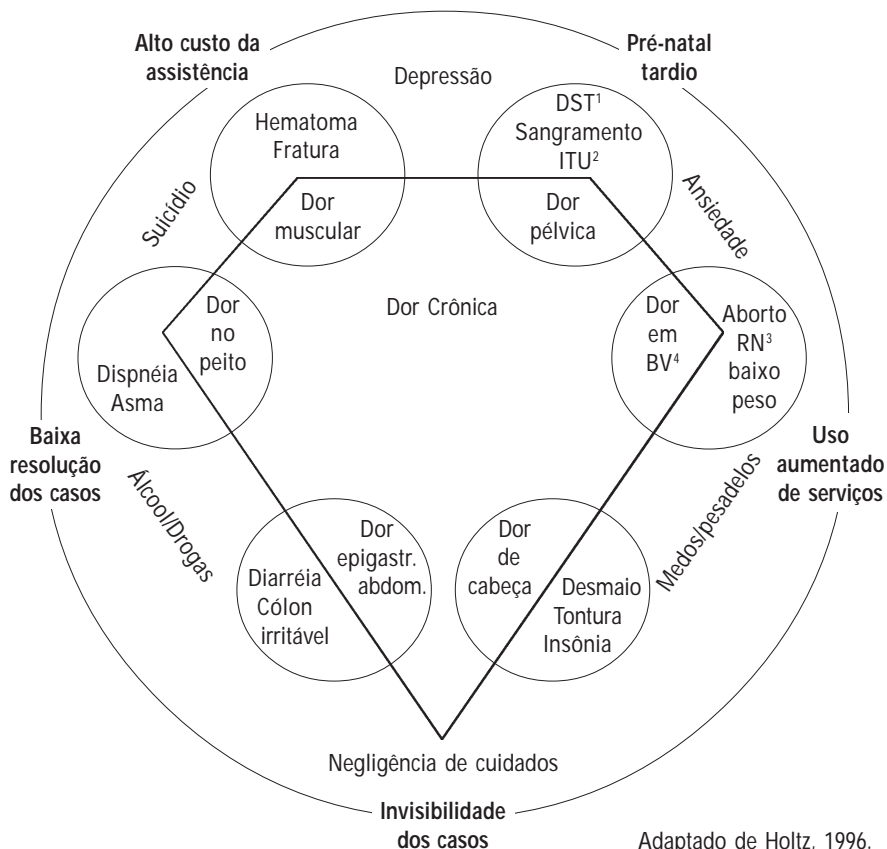 Alto custo da
assistência
Pré-natal
tardio
Depressão
Hematoma
Fratura
Dor
muscular
DST¹
Sangramento
ITU²
Dor
pélvica
Suicídio
Ansiedade
Dor Crônica
Dor
no
peito
Dispnéia
Asma
Dor
em
BV⁴
Aborto
RN³
baixo
peso
Baixa
resolução
dos casos
Uso
aumentado
de serviços
Álcool/Drogas
Medos/pesadelos
Dor
epigastr.
abdom.
Diarréia
Cólon
irritável
Dor
de
cabeça
Desmaio
Tontura
Insônia
Negligência de cuidados
Invisibilidade
dos casos
Adaptado de Holtz, 1996.